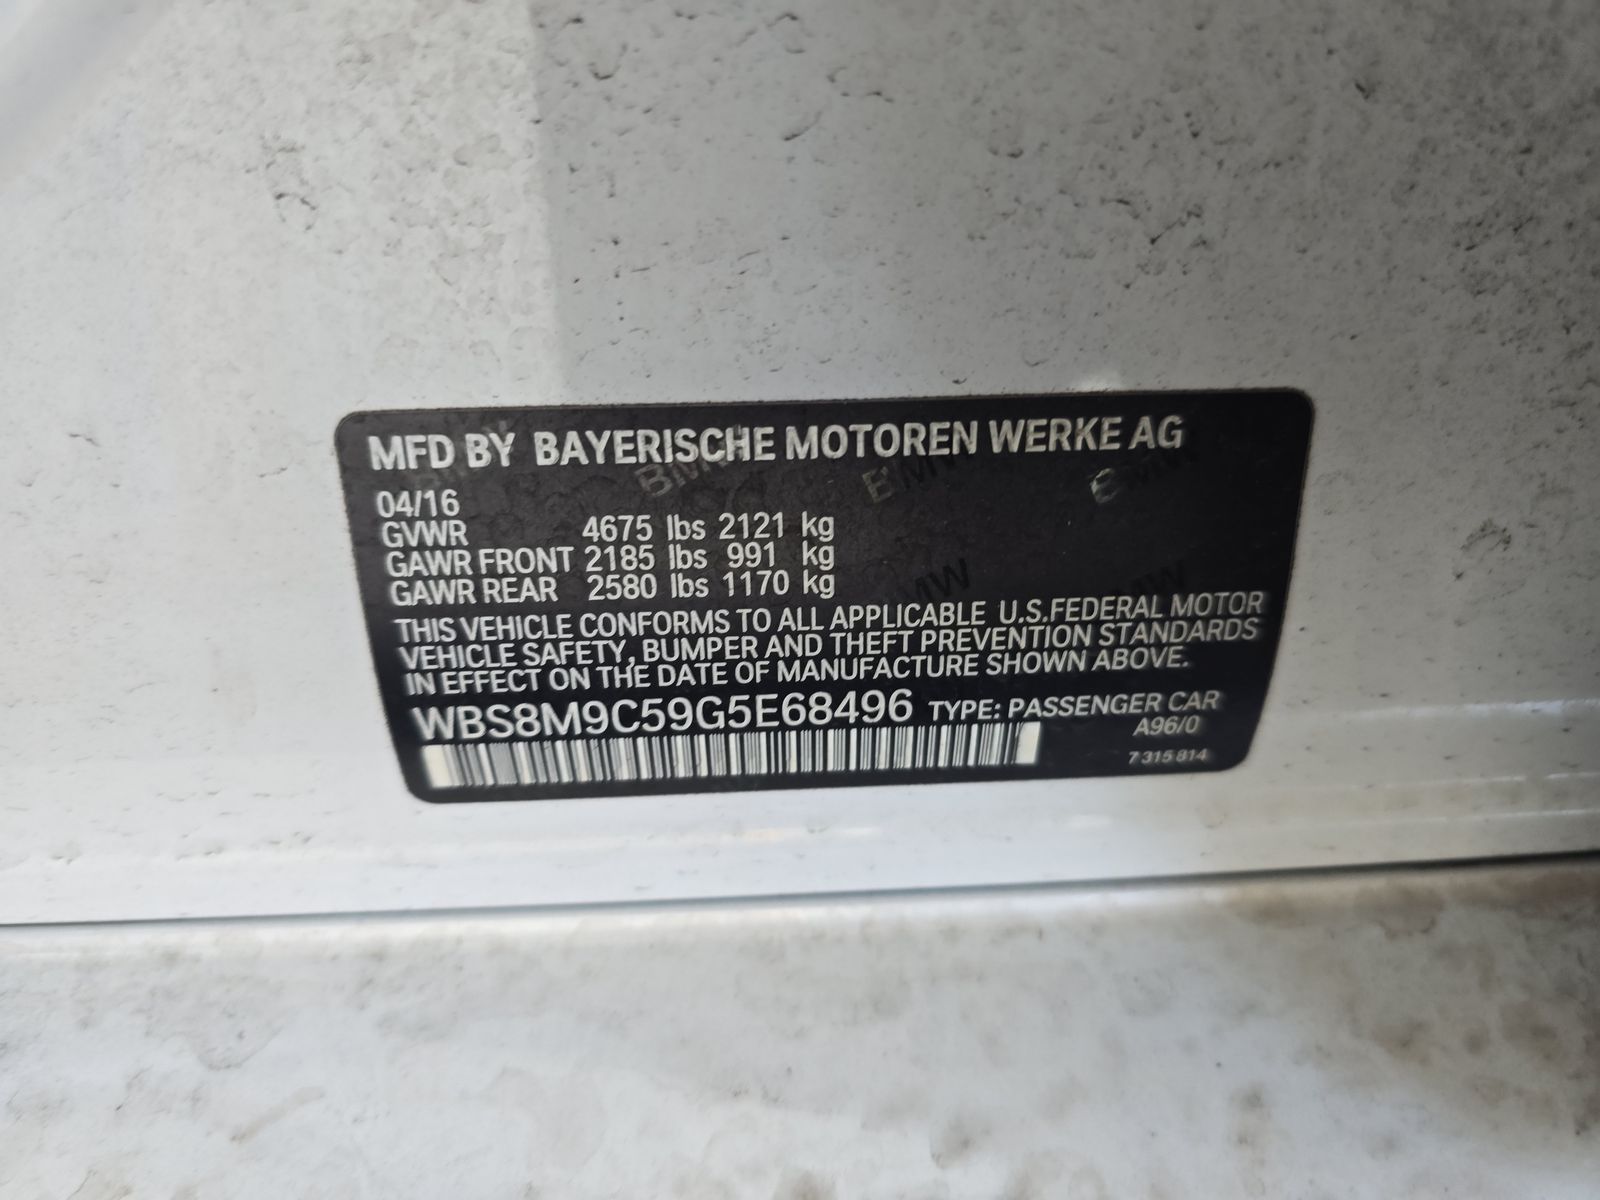 MFD BY BAYERISCHE MOTOREN WERKE AG
04/16
GVWR 4675 lbs 2121 kg
GAWR FRONT 2185 lbs 991 kg
GAWR REAR 2580 lbs 1170 kg
THIS VEHICLE CONFORMS TO ALL APPLICABLE U.S.FEDERAL MOTOR
VEHICLE SAFETY, BUMPER AND THEFT PREVENTION STANDARDS
IN EFFECT ON THE DATE OF MANUFACTURE SHOWN ABOVE.
WBS8M9C59G5E68496 TYPE: PASSENGER CAR
A96/0
7 315 814